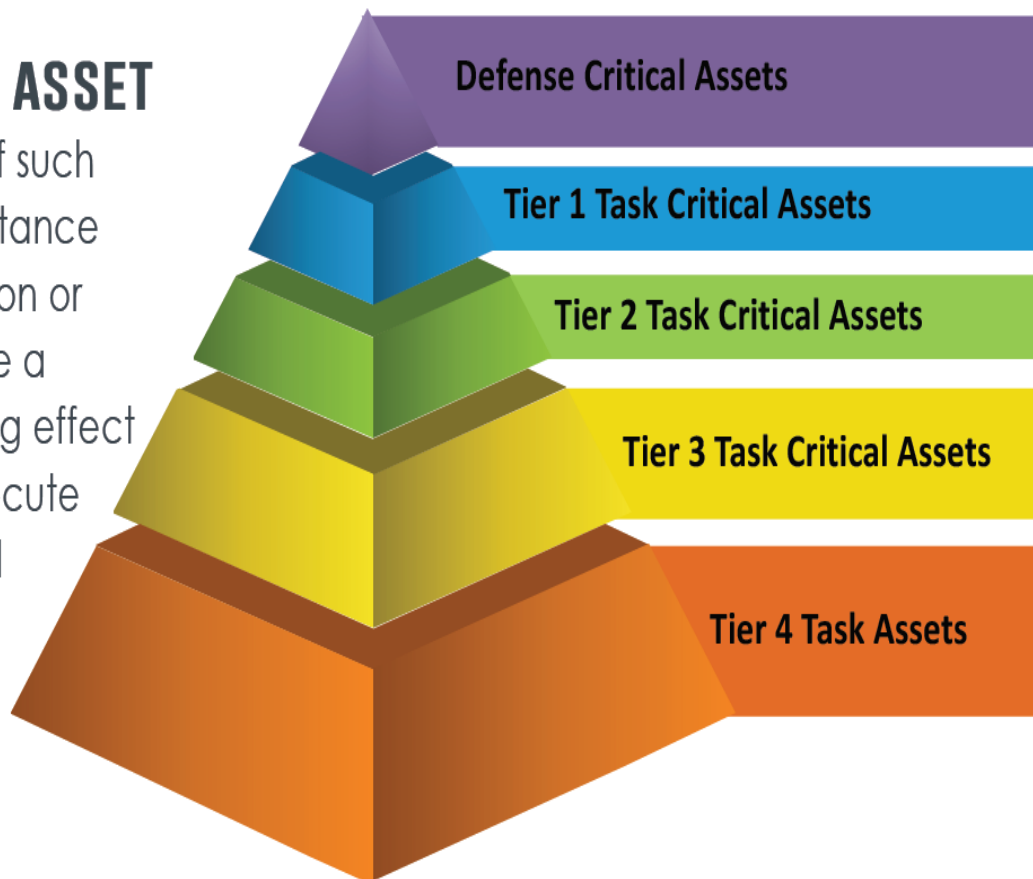 ASSET
f such
tance
on or
e a
g effect
cute
Defense Critical Assets
Tier 1 Task Critical Assets
Tier 2 Task Critical Assets
Tier 3 Task Critical Assets
Tier 4 Task Assets